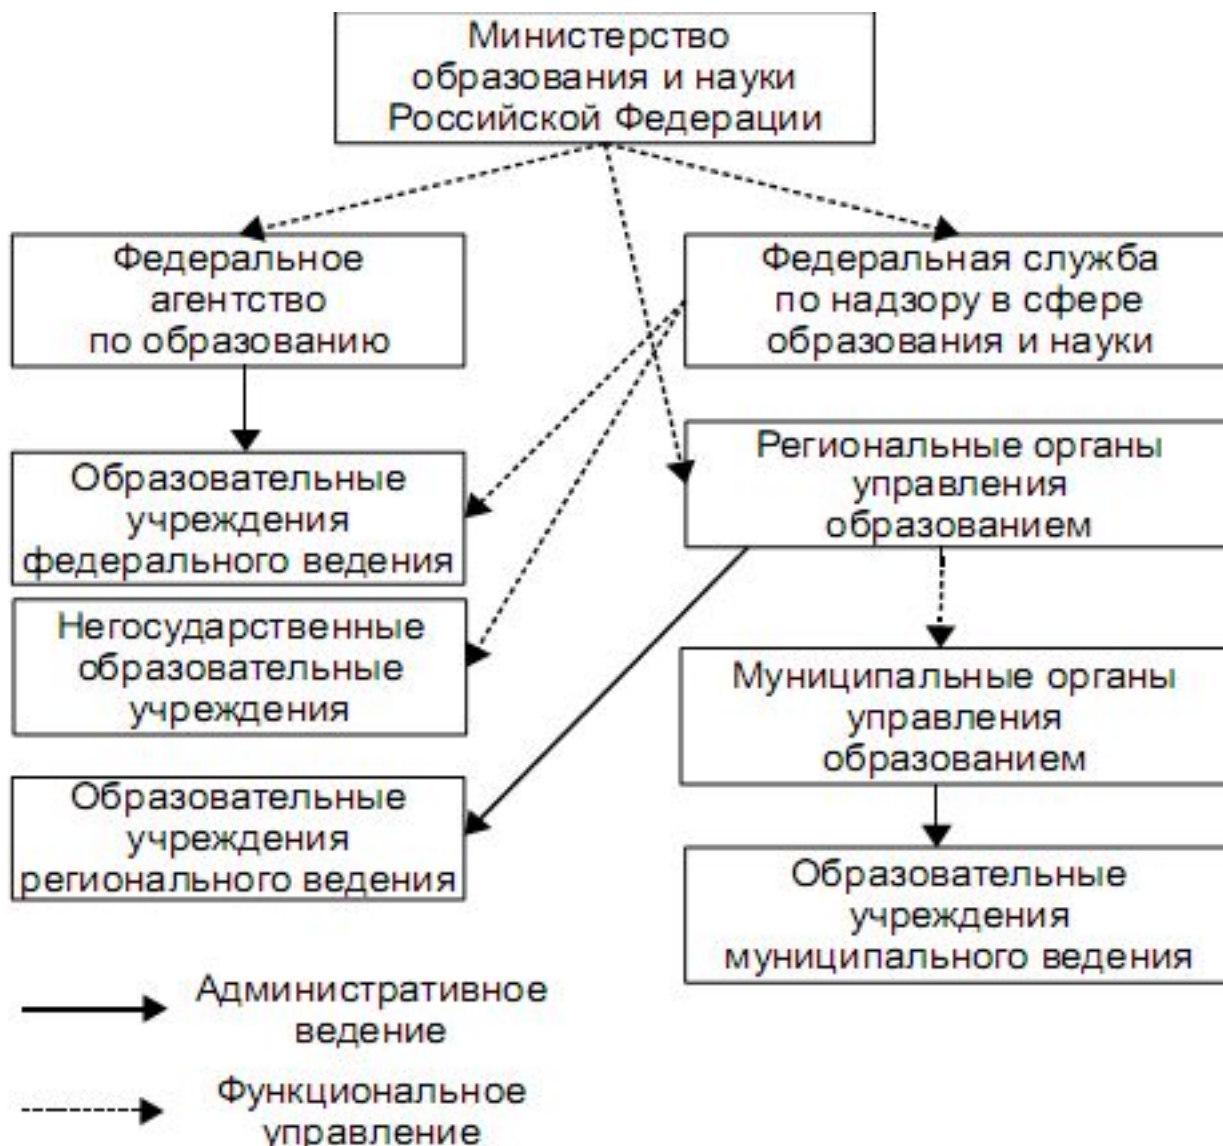 Министерство
образования и науки
Российской Федерации
Федеральное
агентство
по образованию
Федеральная служба
по надзору в сфере
образования и науки
Образовательные
учреждения
федерального ведения
Региональные органы
управления
образованием
Негосударственные
образовательные
учреждения
Муниципальные органы
управления
образованием
Образовательные
учреждения
регионального ведения
Образовательные
учреждения
муниципального ведения
Административное
ведение
Функциональное
управление